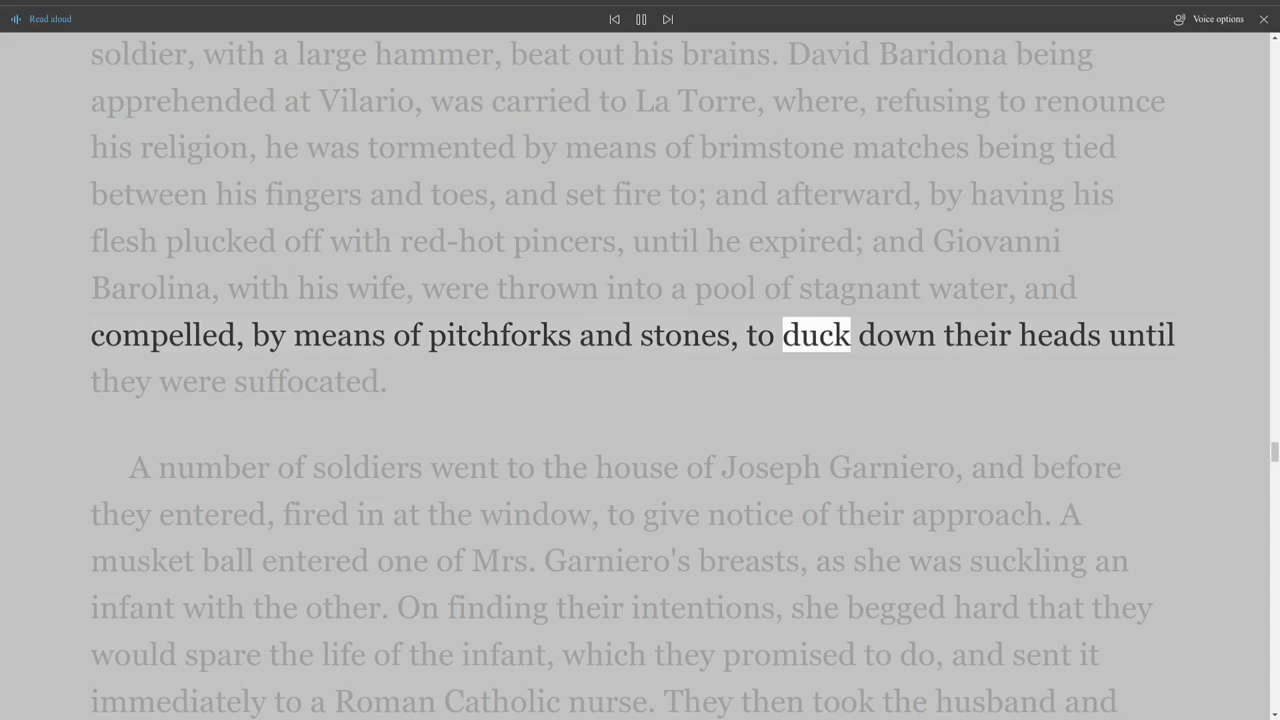 Read aloud
Voice options
soldier, with a large hammer, beat out his brains. David Baridona being
apprehended at Vilario, was carried to La Torre, where, refusing to renounce
his religion, he was tormented by means of brimstone matches being tied
between his fingers and toes, and set fire to; and afterward, by having his
flesh plucked off with red-hot pincers, until he expired; and Giovanni
Barolina, with his wife, were thrown into a pool of stagnant water, and
compelled, by means of pitchforks and stones, to duck down their heads until
they were suffocated.
A number of soldiers went to the house of Joseph Garniero, and before
they entered, fired in at the window, to give notice of their approach. A
musket ball entered one of Mrs. Garniero's breasts, as she was suckling an
infant with the other. On finding their intentions, she begged hard that they
would spare the life of the infant, which they promised to do, and sent it
immediately to a Roman Catholic nurse. They then took the husband and